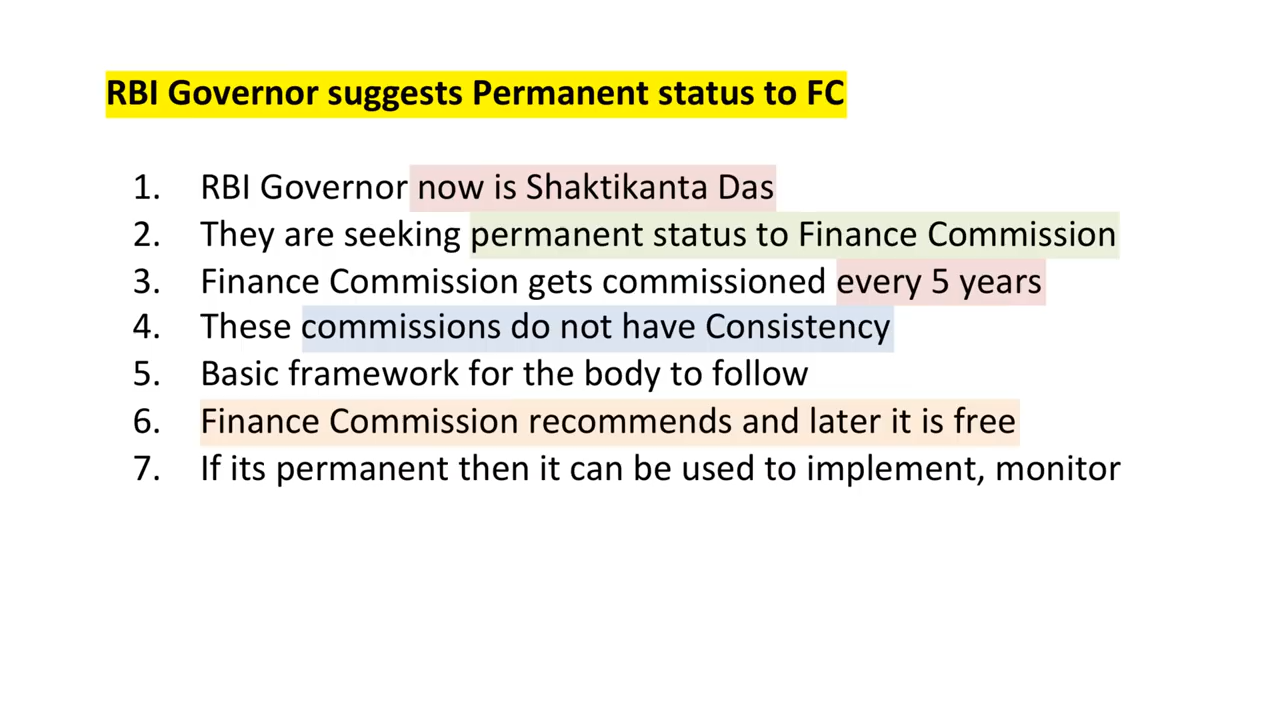 RBI Governor suggests Permanent status to FC
1. RBI Governor now is Shaktikanta Das
2. They are seeking permanent status to Finance Commission
3. Finance Commission gets commissioned every 5 years
4. These commissions do not have Consistency
5. Basic framework for the body to follow
6. Finance Commission recommends and later it is free
7. If its permanent then it can be used to implement, monitor